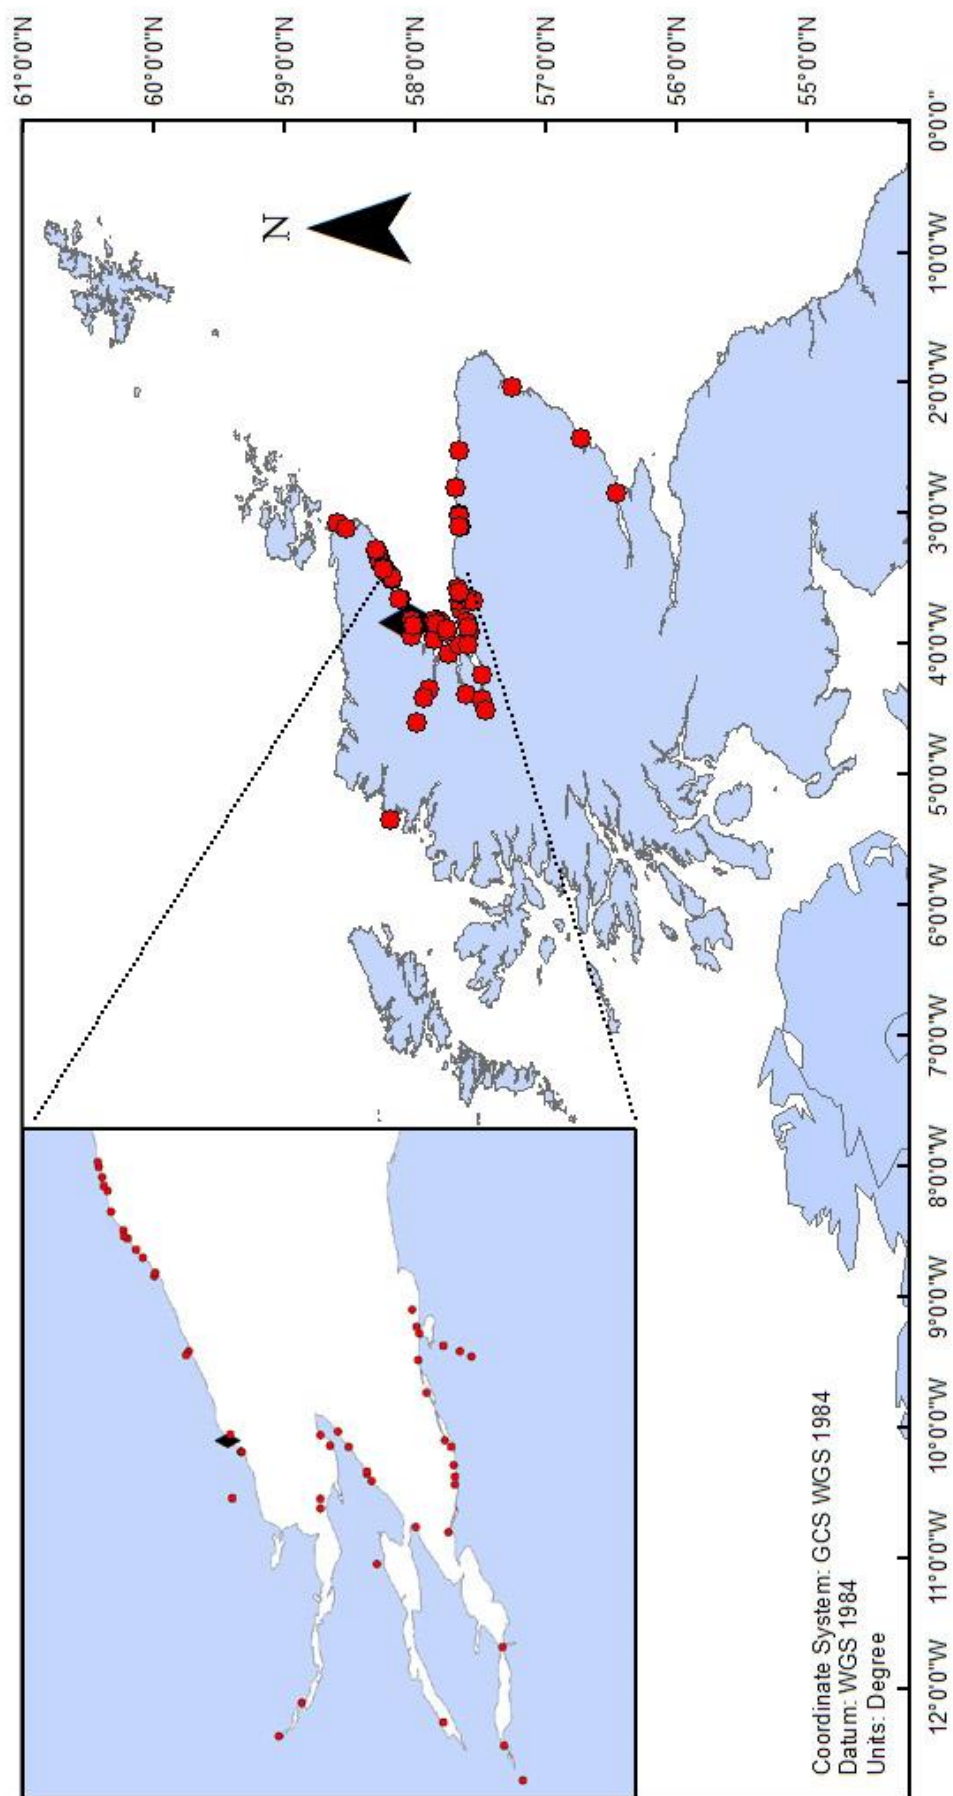 61°0'0"N
60°0'0"N
59°0'0"N
58°0'0"N
57°0'0"N
56°0'0"N
55°0'0"N
N
Coordinate System: GCS WGS 1984
Datum: WGS 1984
Units: Degree
12°0'0"W
11°0'0"W
10°0'0"W
9°0'0"W
8°0'0"W
7°0'0"W
6°0'0"W
5°0'0"W
4°0'0"W
3°0'0"W
2°0'0"W
1°0'0"W
0°0'0"